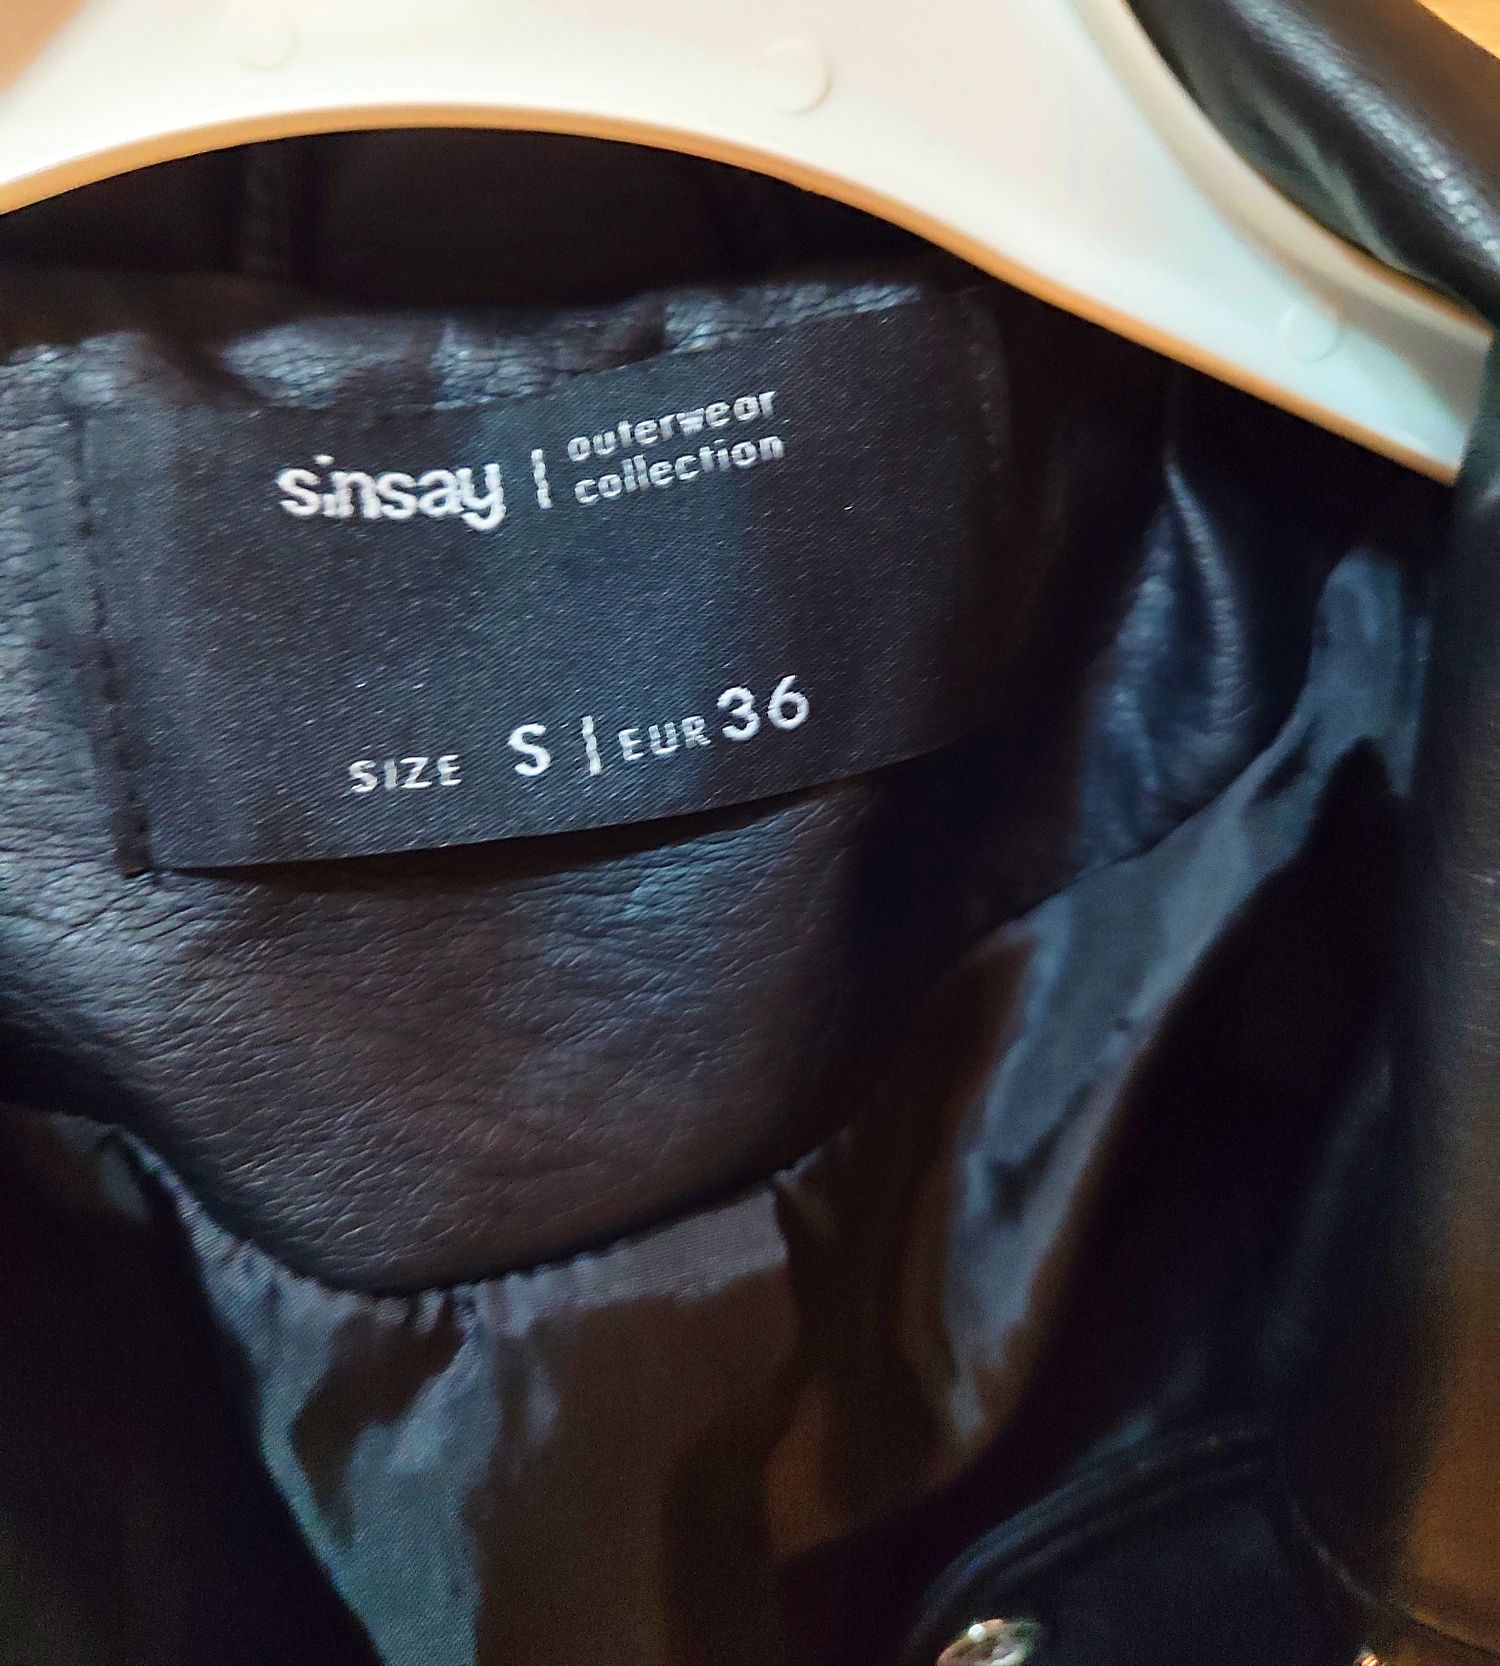 sinsay | outerwear
collection
SIZE S | EUR 36